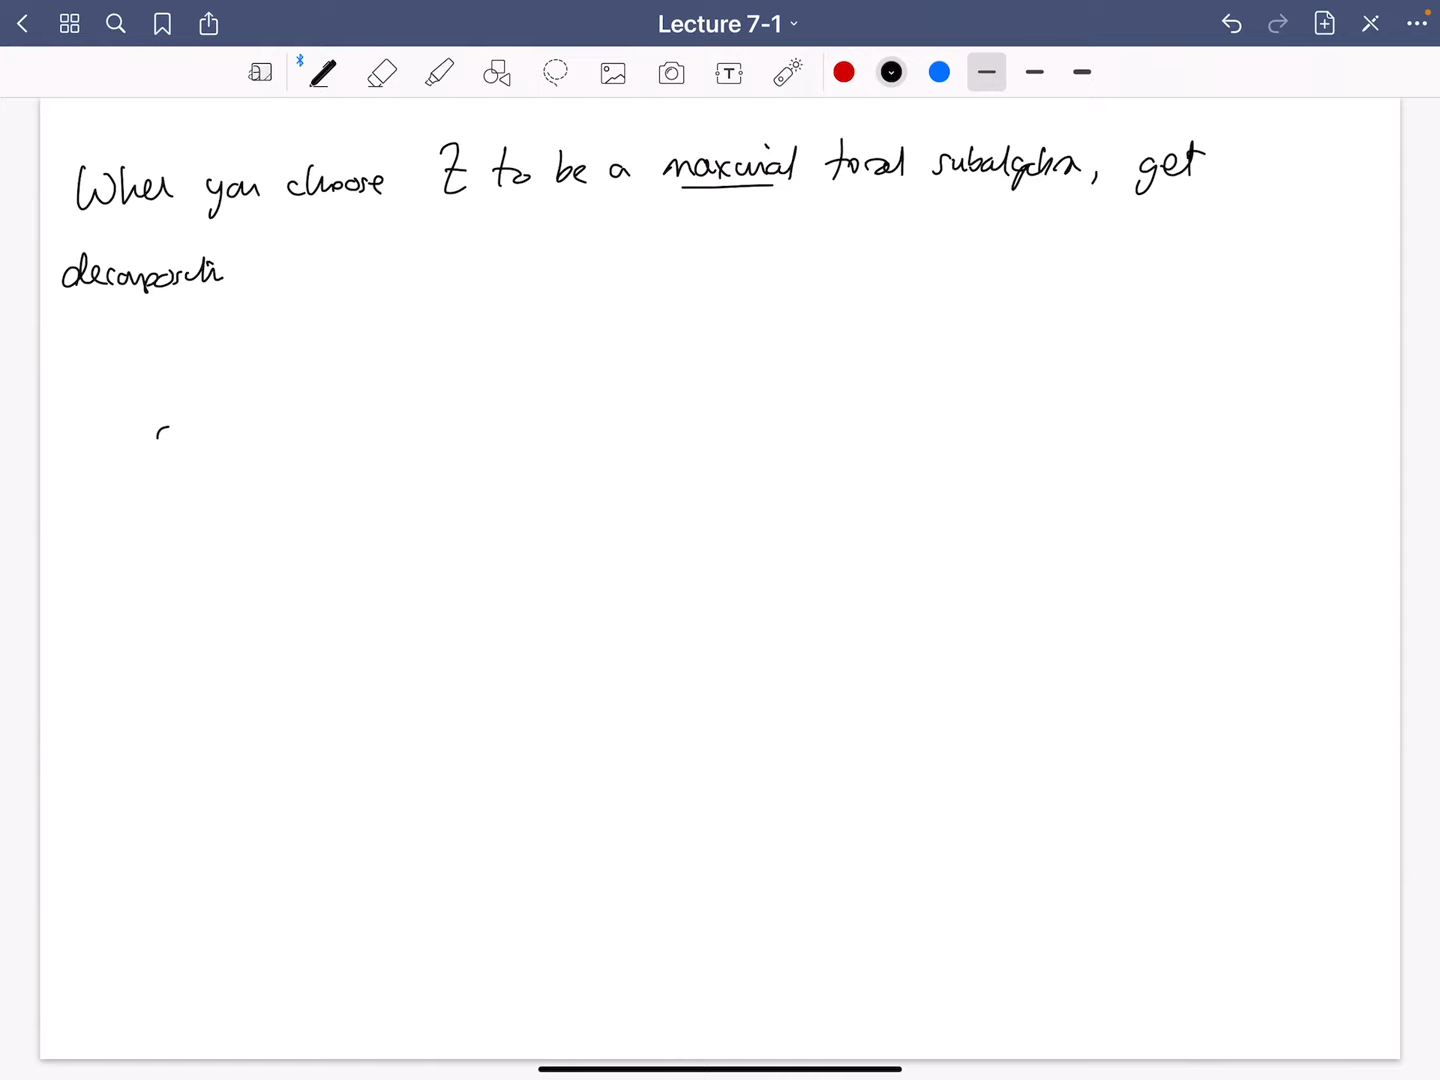 Lecture 7-1
When you choose Z to be a maximal toral subalgebra, get
decomposition